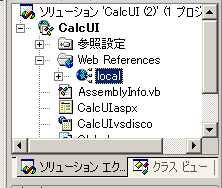 ソリューション 'CalcUI (2)' (1 プロジ
CalcUI
参照設定
Web References
local
AssemblyInfo.vb
CalcUI.aspx
CalcUI.vsdisco
ソリューション エク...
クラス ビュー